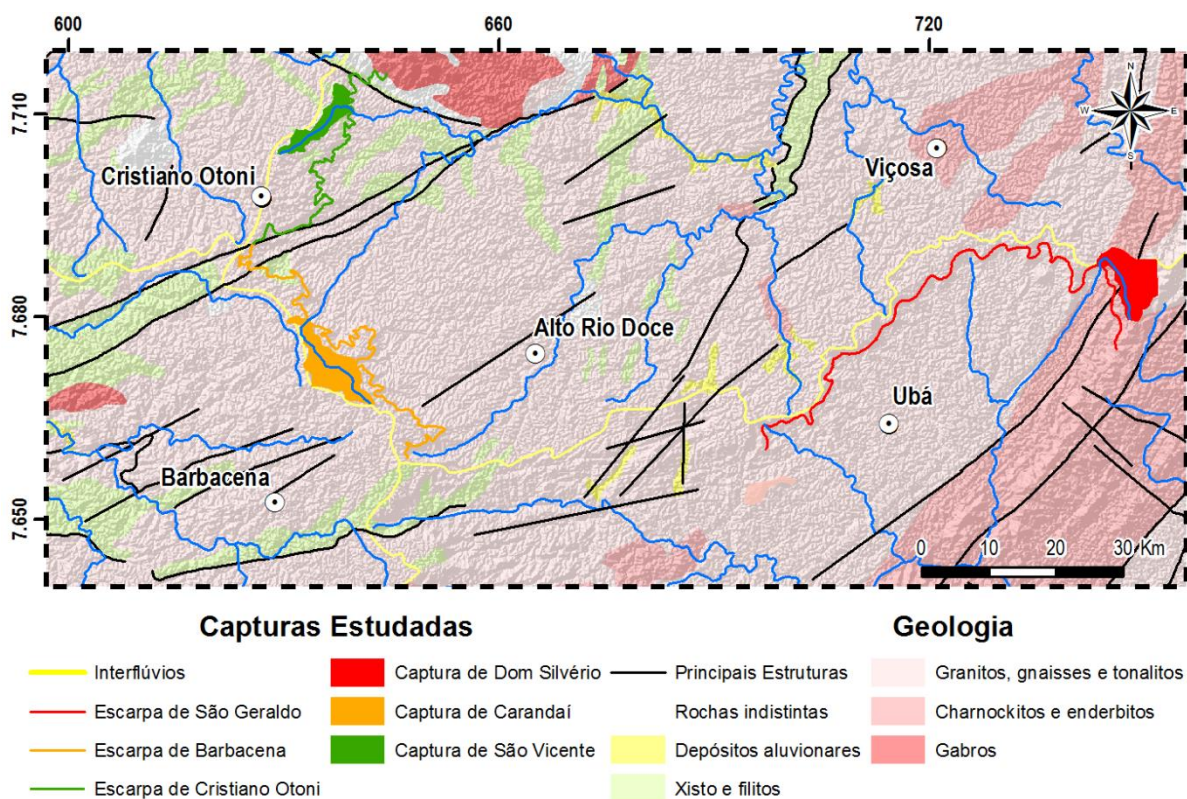 600 660 720
N
W E
S
7.710
7.680
7.650
Cristiano Otoni
Viçosa
Alto Rio Doce
Ubá
Barbacena
0 10 20 30 Km
Capturas Estudadas
Geologia
Interflúvios
Escarpa de São Geraldo
Escarpa de Barbacena
Escarpa de Cristiano Otoni
Captura de Dom Silvério
Captura de Carandaí
Captura de São Vicente
Principais Estruturas
Rochas indistintas
Depósitos aluvionares
Xisto e filitos
Granitos, gnaisses e tonalitos
Charnockitos e enderbitos
Gabros